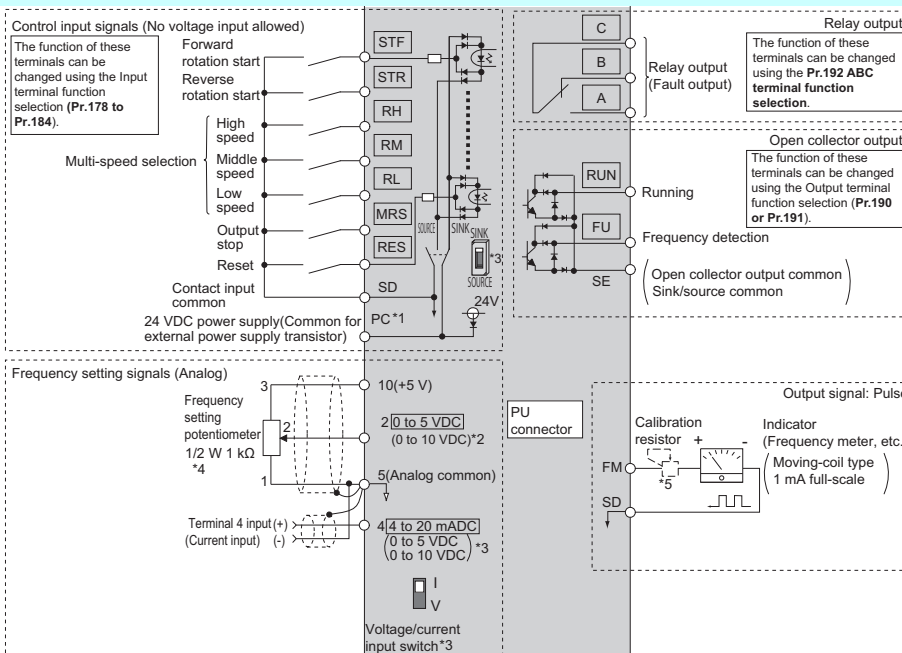 Control input signals (No voltage input allowed)
The function of these
terminals can be
changed using the Input
terminal function
selection (Pr.178 to
Pr.184).
Forward
rotation start
Reverse
rotation start
Multi-speed selection
High
speed
Middle
speed
Low
speed
Output
stop
Reset
Contact input
common
24 VDC power supply(Common for
external power supply transistor)
STF
STR
RH
RM
RL
MRS
RES
SD
PC*1
SOURCE
SINK
SINK
*3
SOURCE
24V
Relay output
The function of these
terminals can be changed
using the Pr.192 ABC
terminal function
selection.
C
B
A
Relay output
(Fault output)
Open collector output
The function of these
terminals can be changed
using the Output terminal
function selection (Pr.190
or Pr.191).
RUN
Running
FU
Frequency detection
SE
Open collector output common
Sink/source common
Frequency setting signals (Analog)
Frequency
setting
potentiometer
1/2 W 1 kΩ
*4
3
2
1
10(+5 V)
2 0 to 5 VDC
(0 to 10 VDC)*2
5(Analog common)
Terminal 4 input (+)
(Current input) (-)
4 4 to 20 mADC
(0 to 5 VDC
0 to 10 VDC) *3
I
V
Voltage/current
input switch*3
PU
connector
Output signal: Pulse
Calibration
resistor
+
-
*5
Indicator
(Frequency meter, etc.
(Moving-coil type
1 mA full-scale)
FM
SD